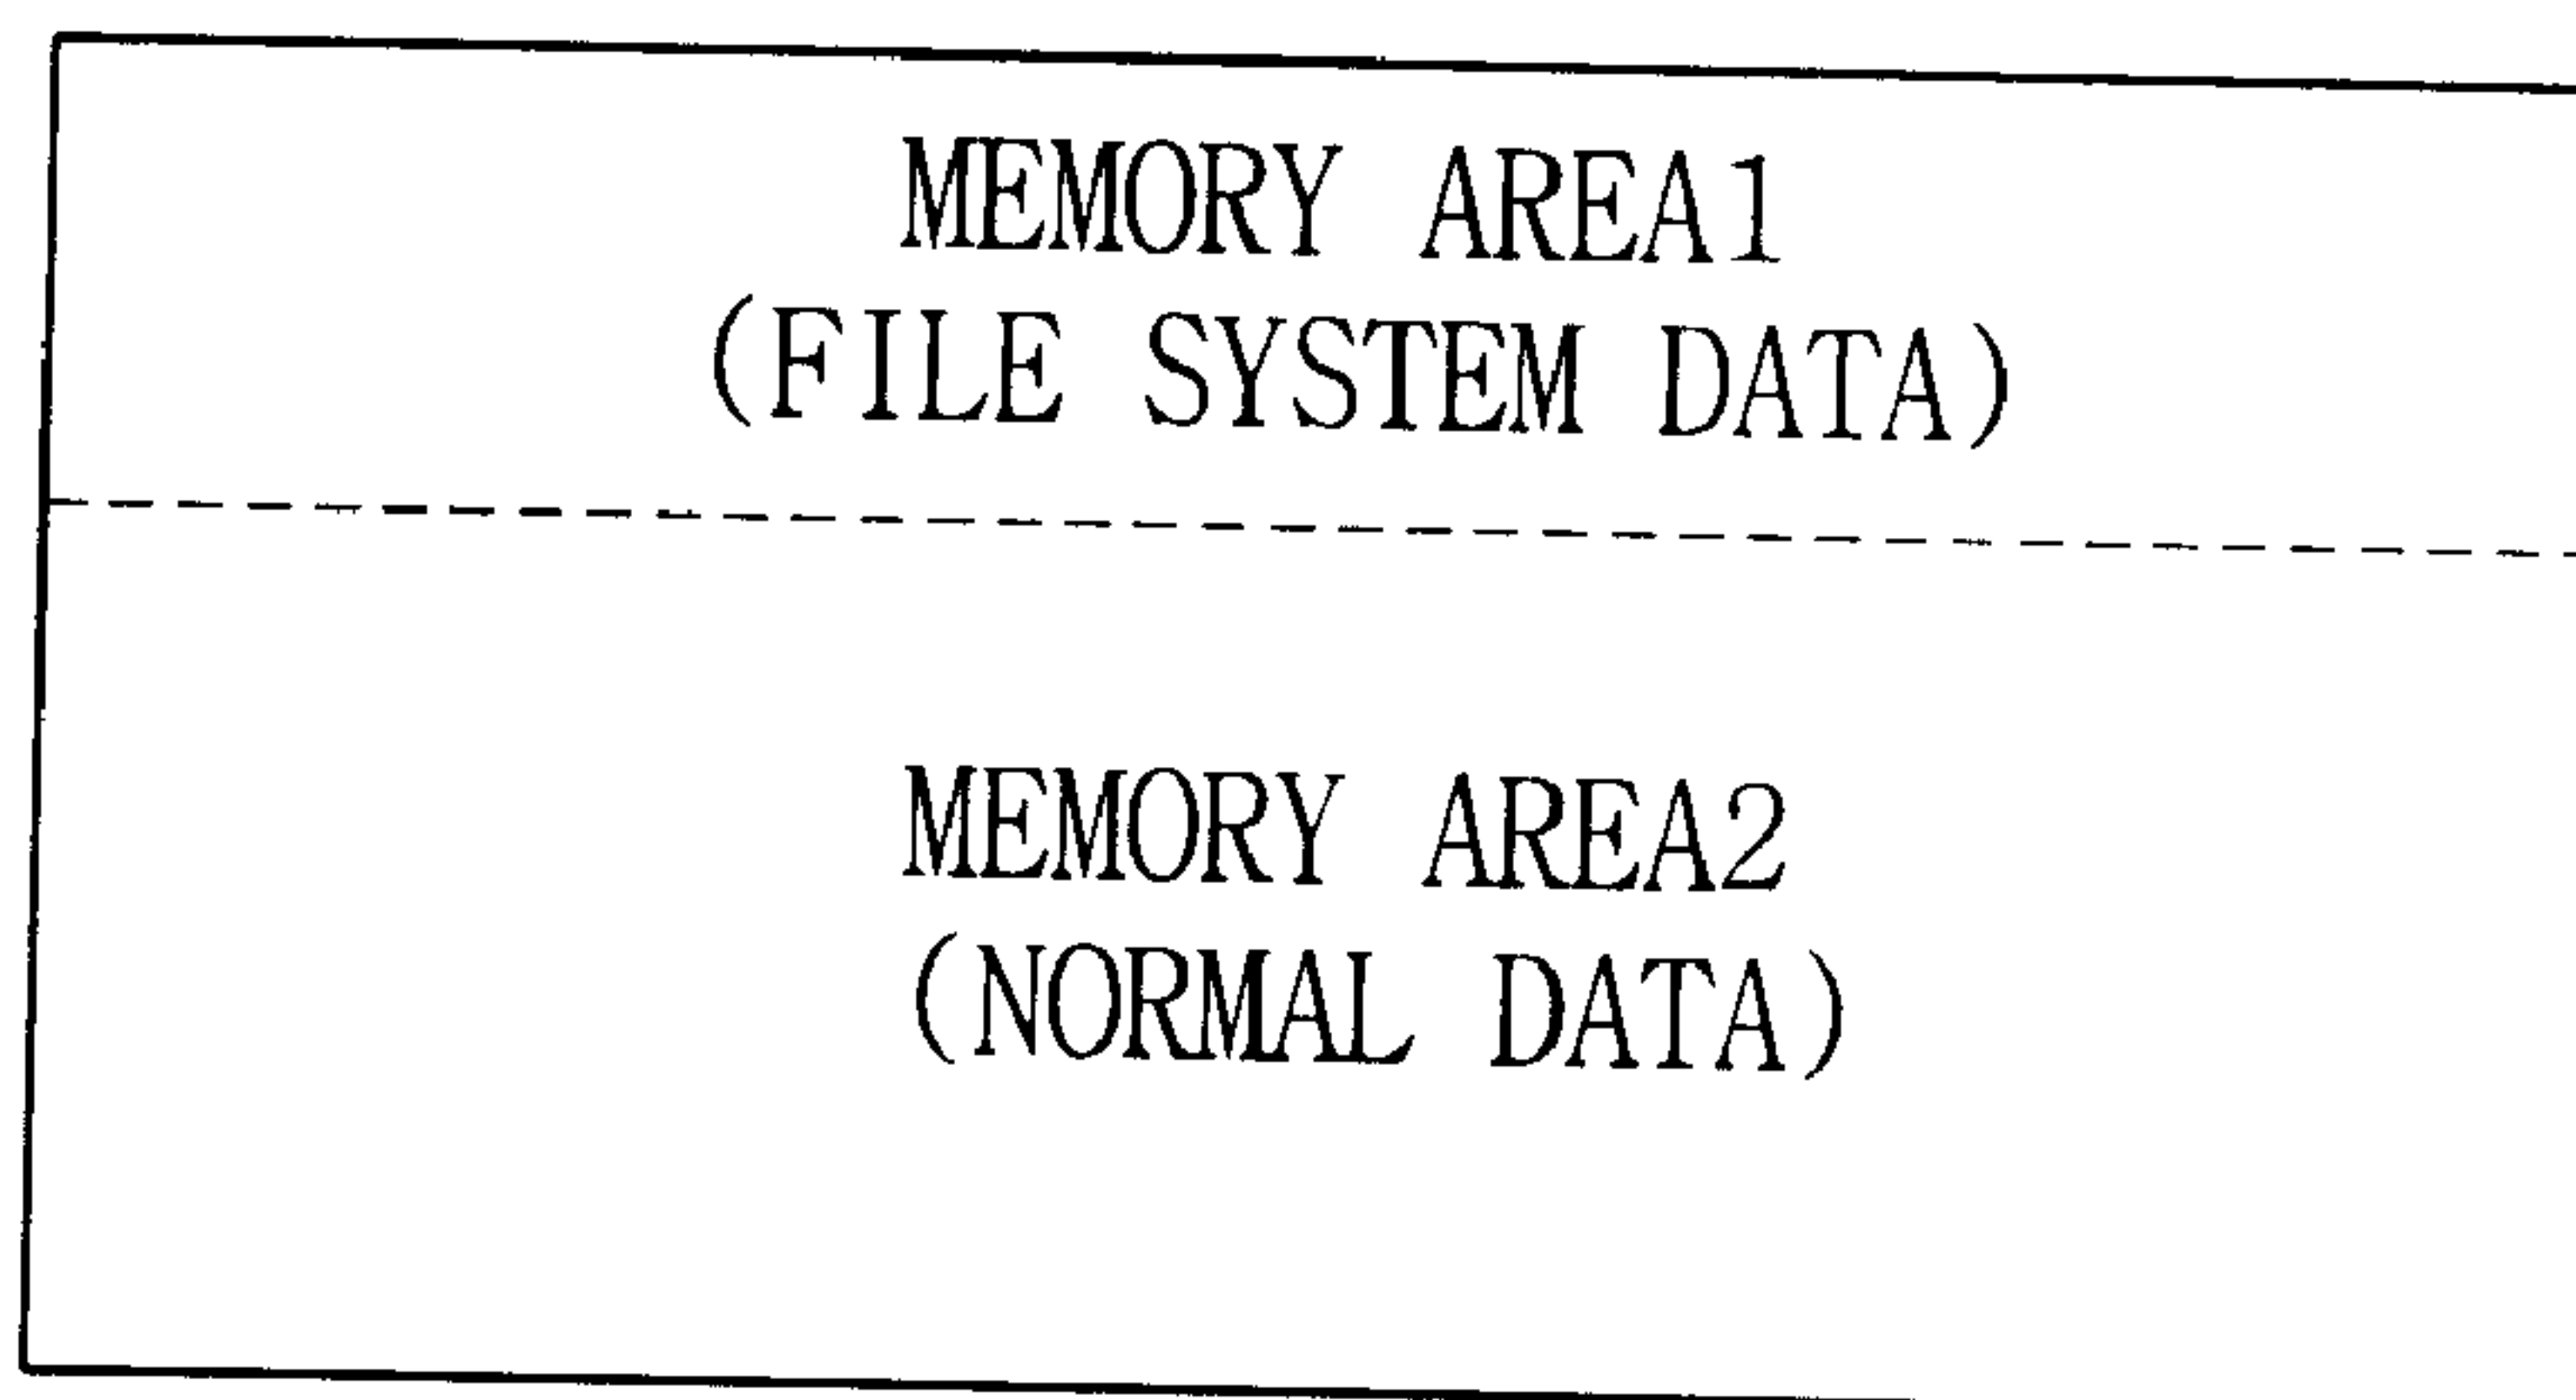 MEMORY AREA1
(FILE SYSTEM DATA)
MEMORY AREA2
(NORMAL DATA)